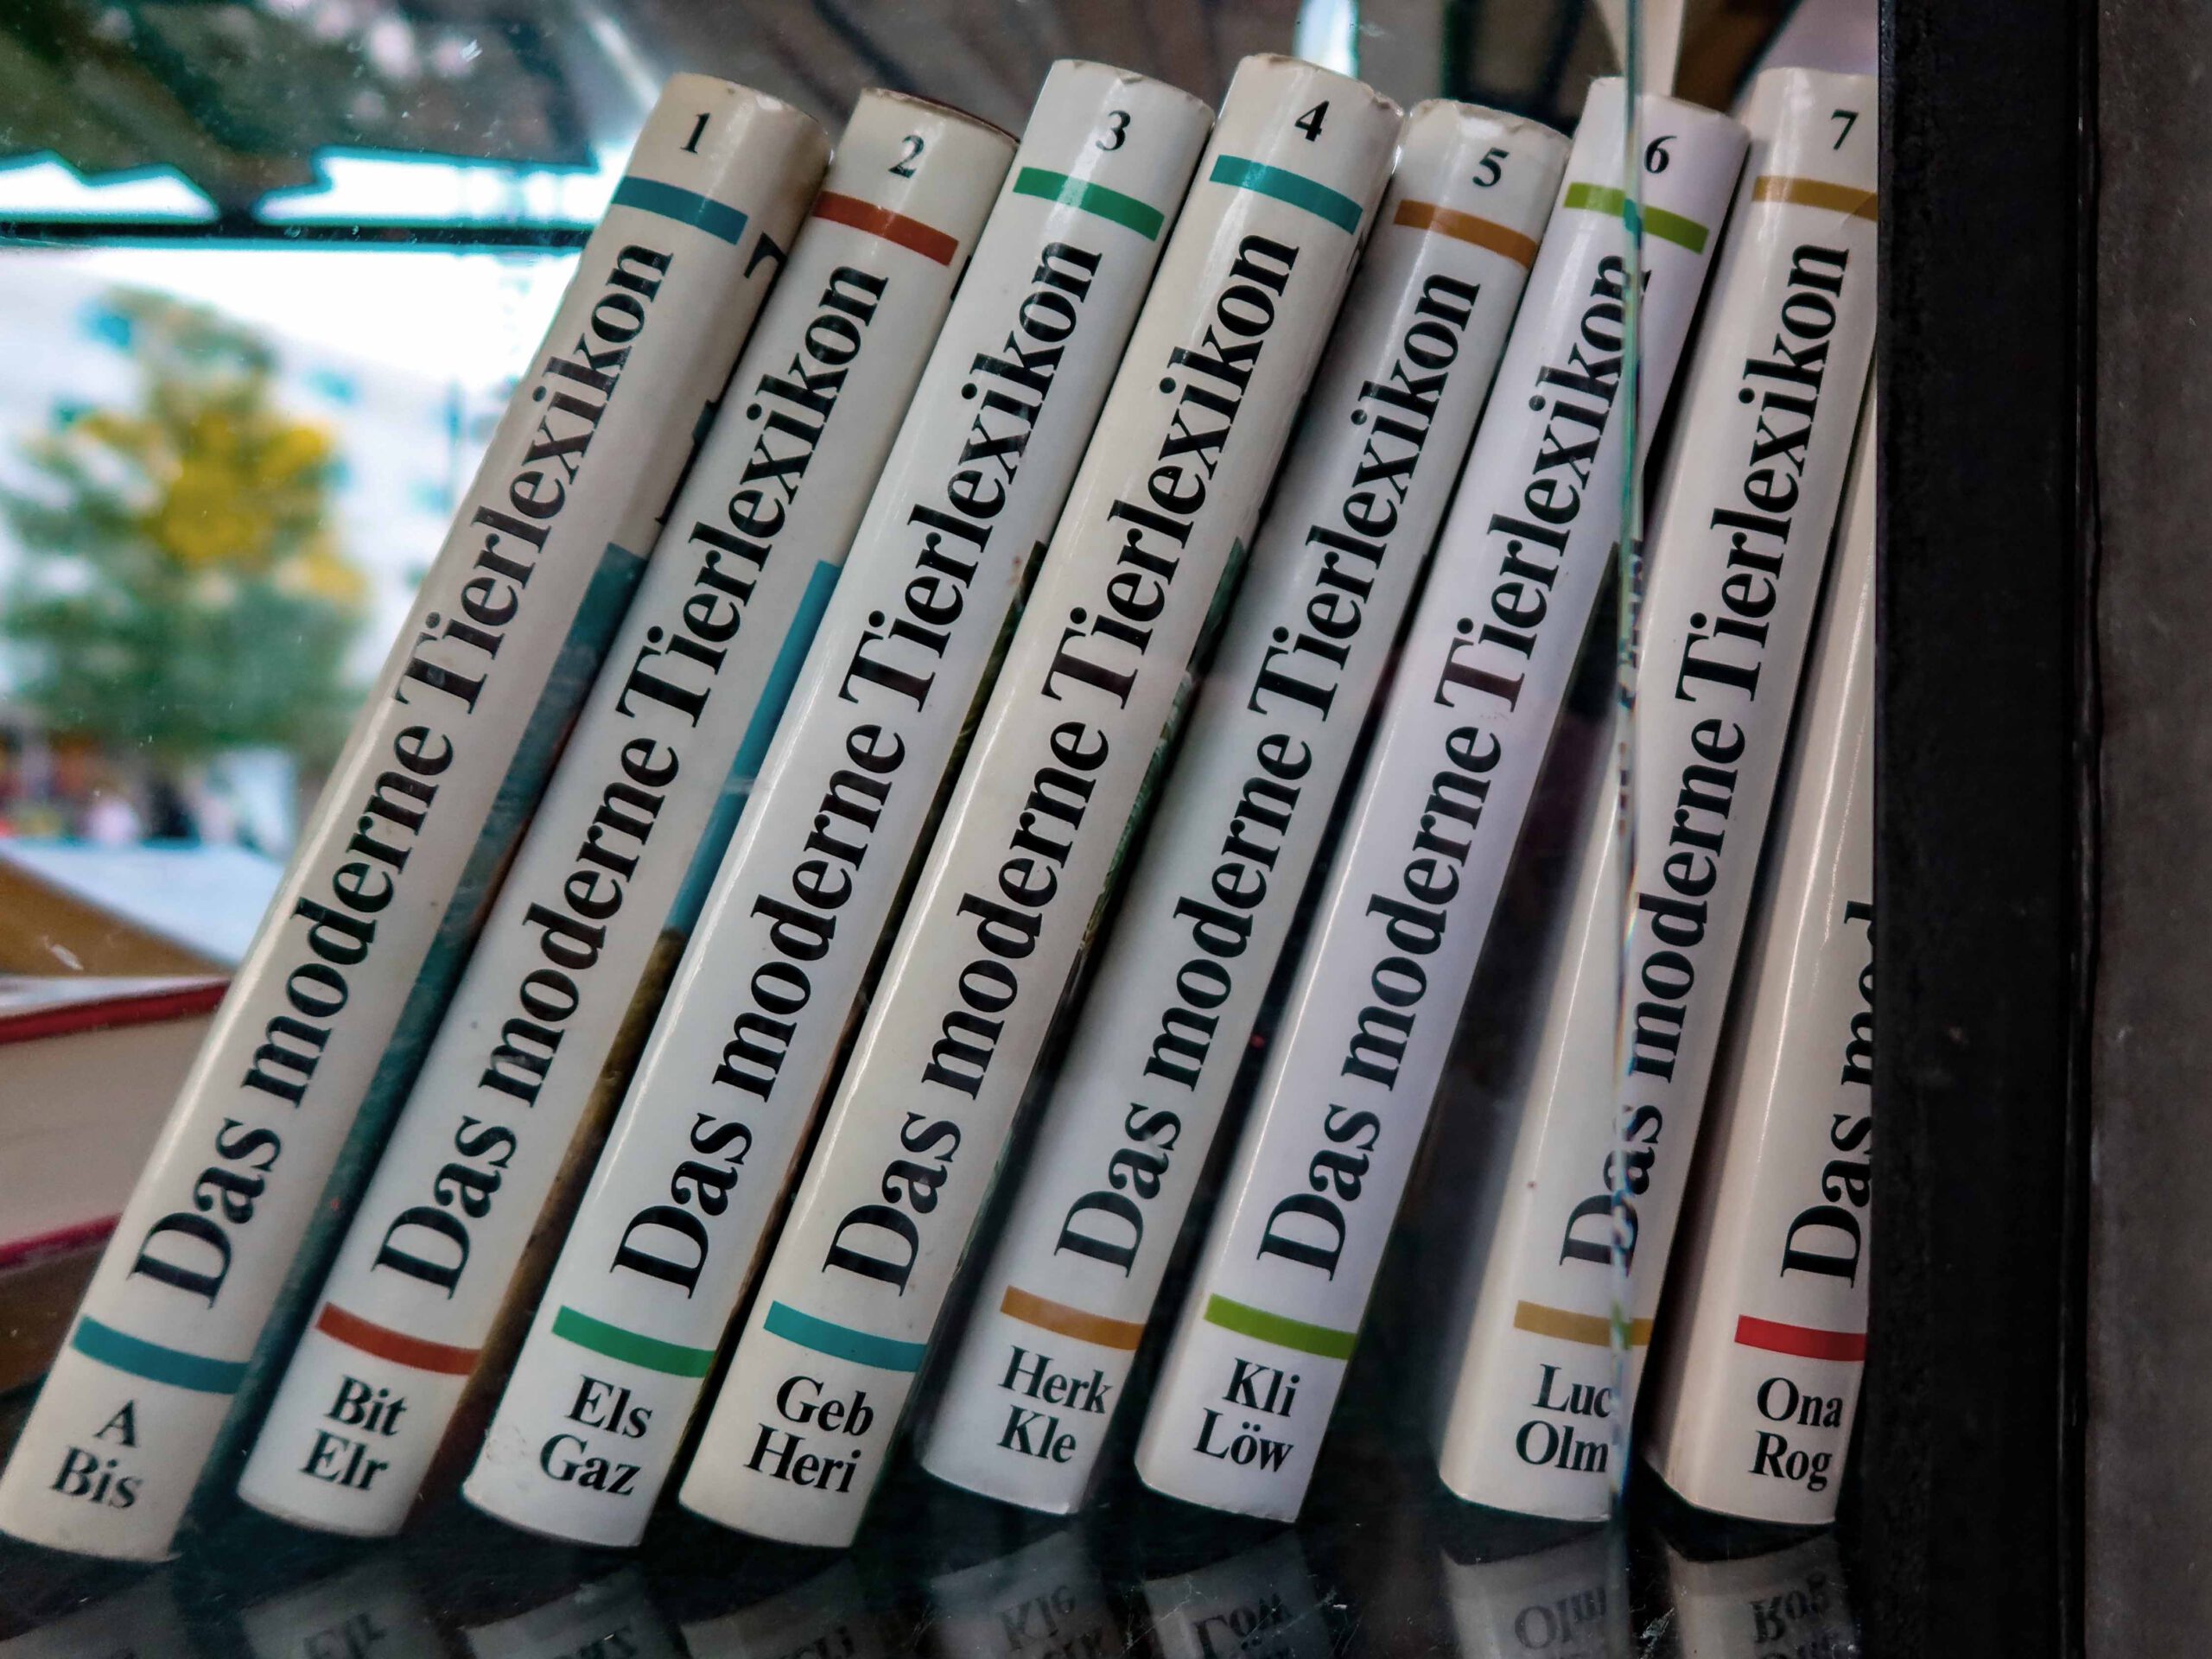 1
Das moderne Tierlexikon
A
Bis
2
Das moderne Tierlexikon
Bit
Elr
3
Das moderne Tierlexikon
Els
Gaz
4
Das moderne Tierlexikon
Geb
Heri
5
Das moderne Tierlexikon
Herk
Kle
6
Das moderne Tierlexikon
Kli
Löw
7
Das moderne Tierlexikon
Luc
Olm
Das mod
Ona
Rog